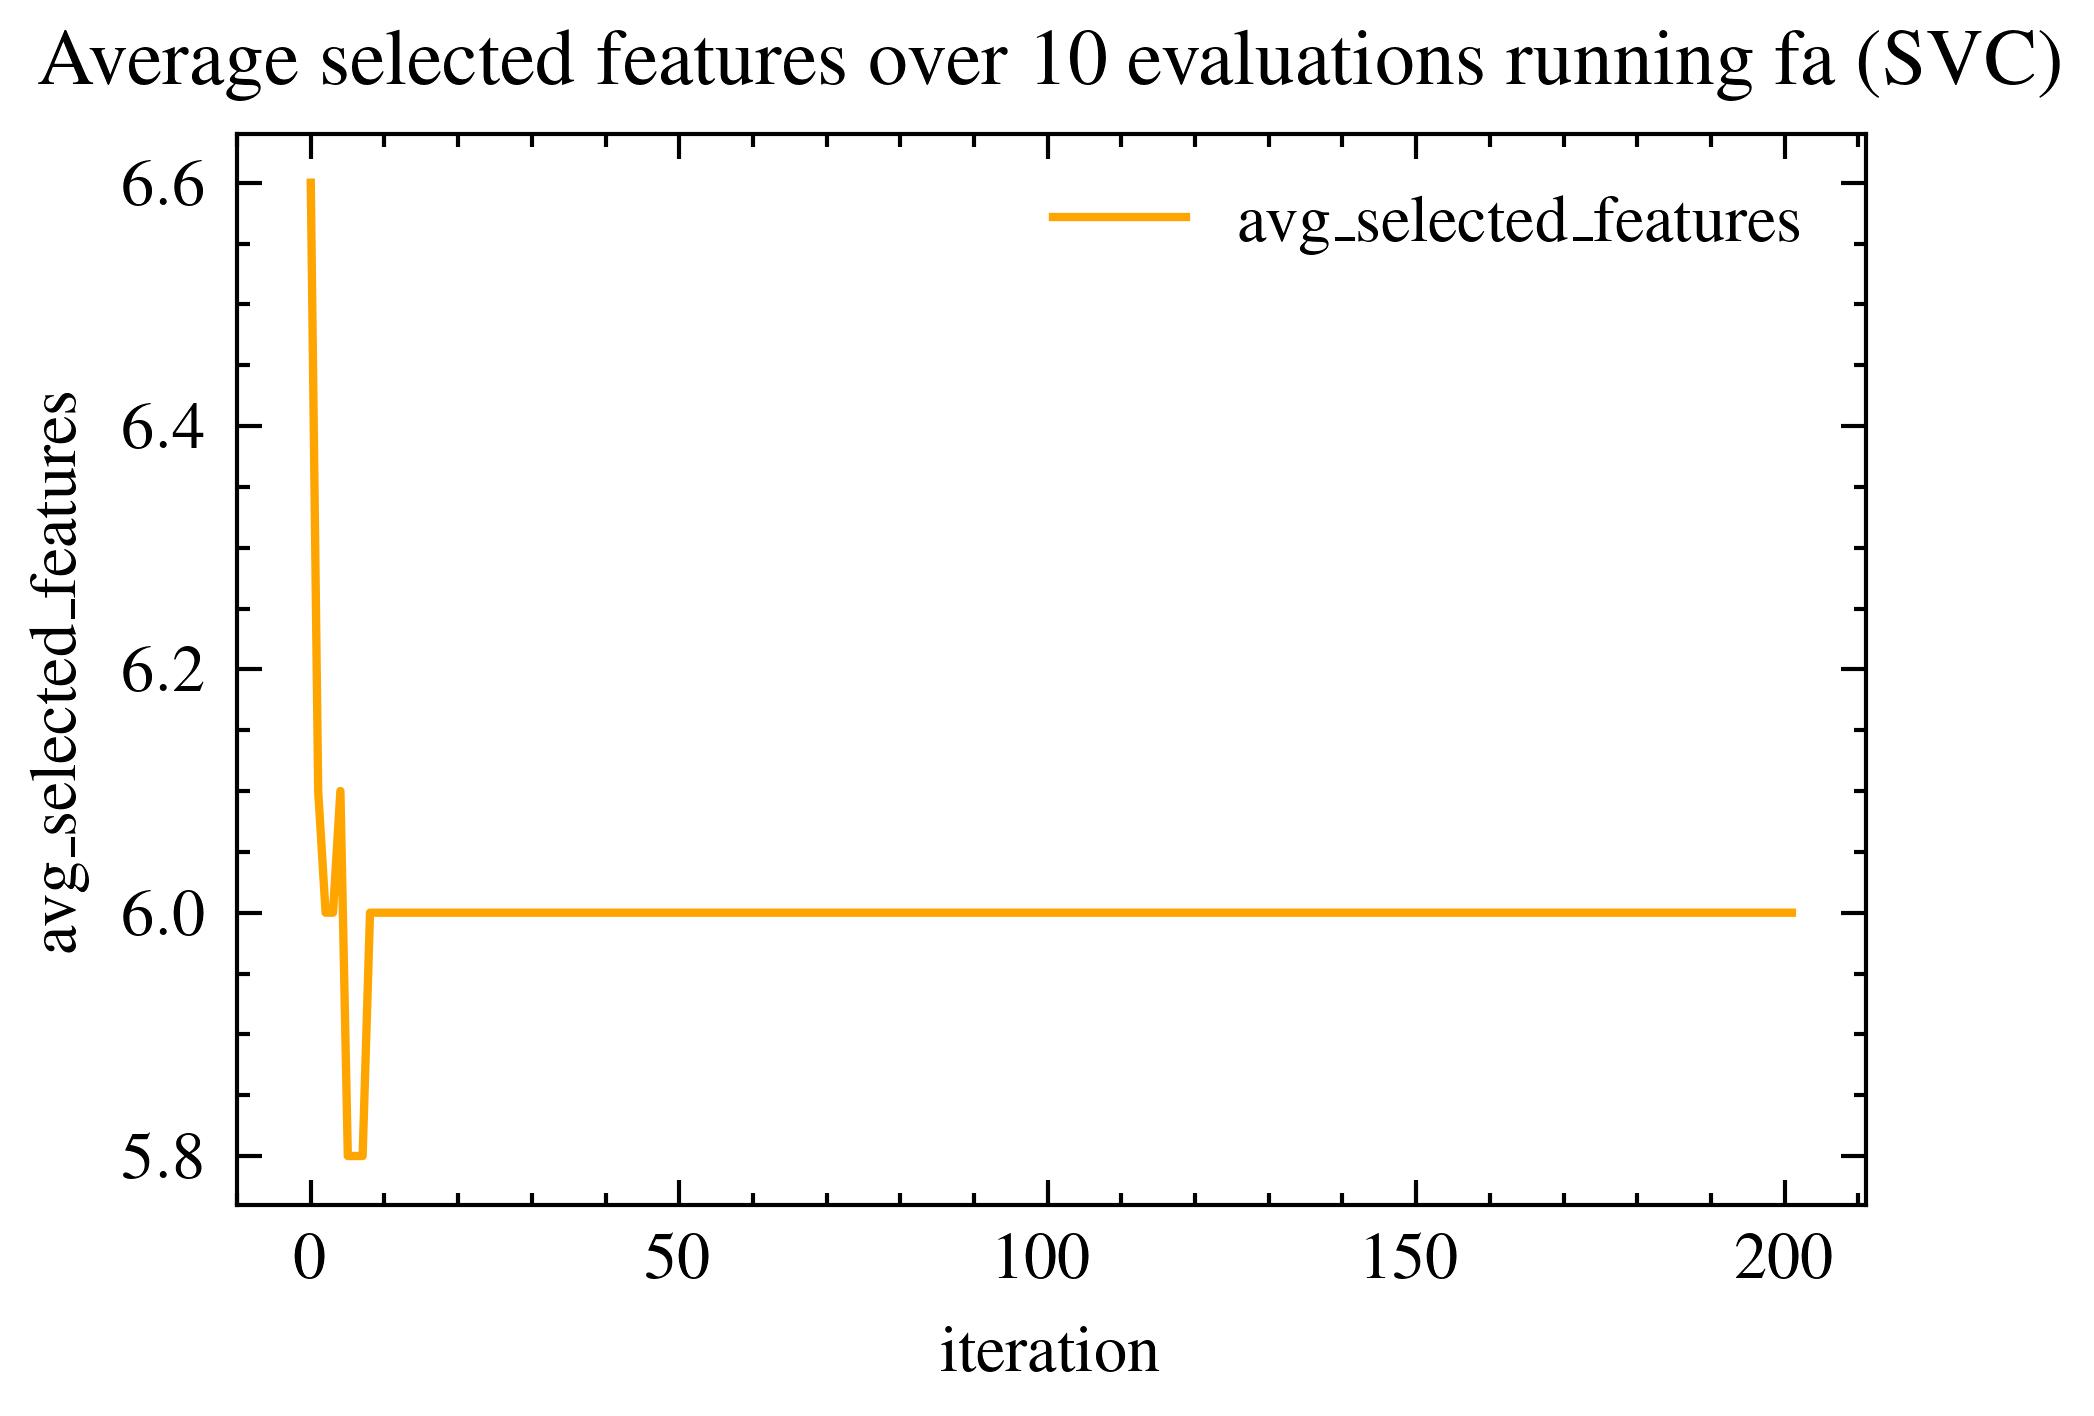 Average selected features over 10 evaluations running fa (SVC)
avg_selected_features
6.6
6.4
6.2
6.0
5.8
avg_selected_features
0 50 100 150 200
iteration